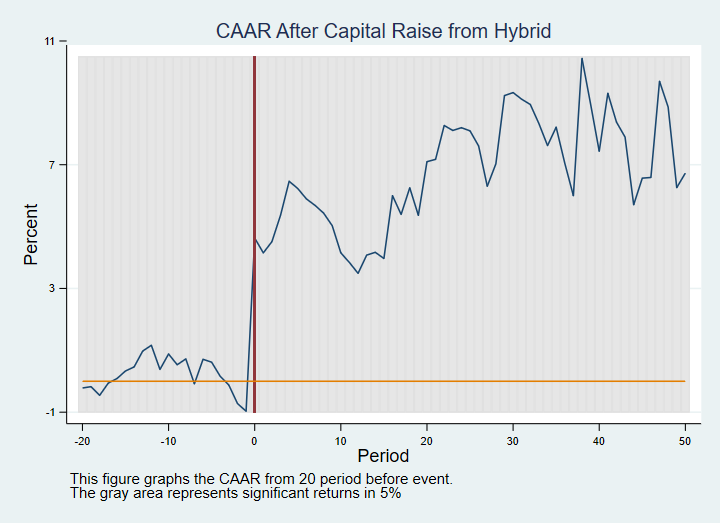 CAAR After Capital Raise from Hybrid
11
7
3
-1
Percent
-20
-10
0
10
20
30
40
50
Period
This figure graphs the CAAR from 20 period before event.
The gray area represents significant returns in 5%